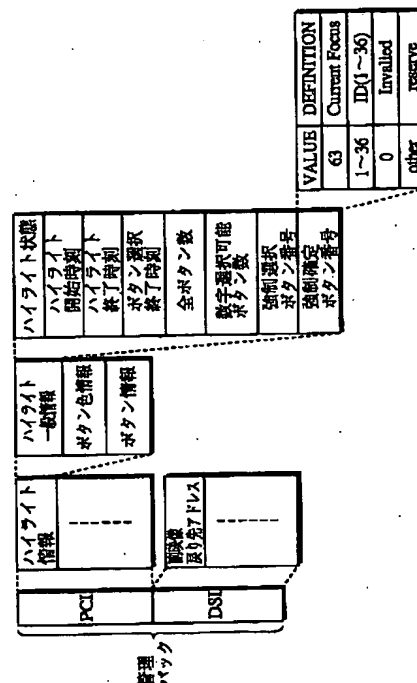 管理
パック
PCI
DSI
ハイライト
情報
副映像
戻り先アドレス
ハイライト
一般情報
ボタン色情報
ボタン情報
ハイライト状態
ハイライト
開始時刻
ハイライト
終了時刻
ボタン選択
終了時刻
全ボタン数
数字選択可能
ボタン数
強制選択
ボタン番号
強制確定
ボタン番号
VALUE DEFINITION
63 Current Focus
1~36 ID(1~36)
0 Invalled
other reserve